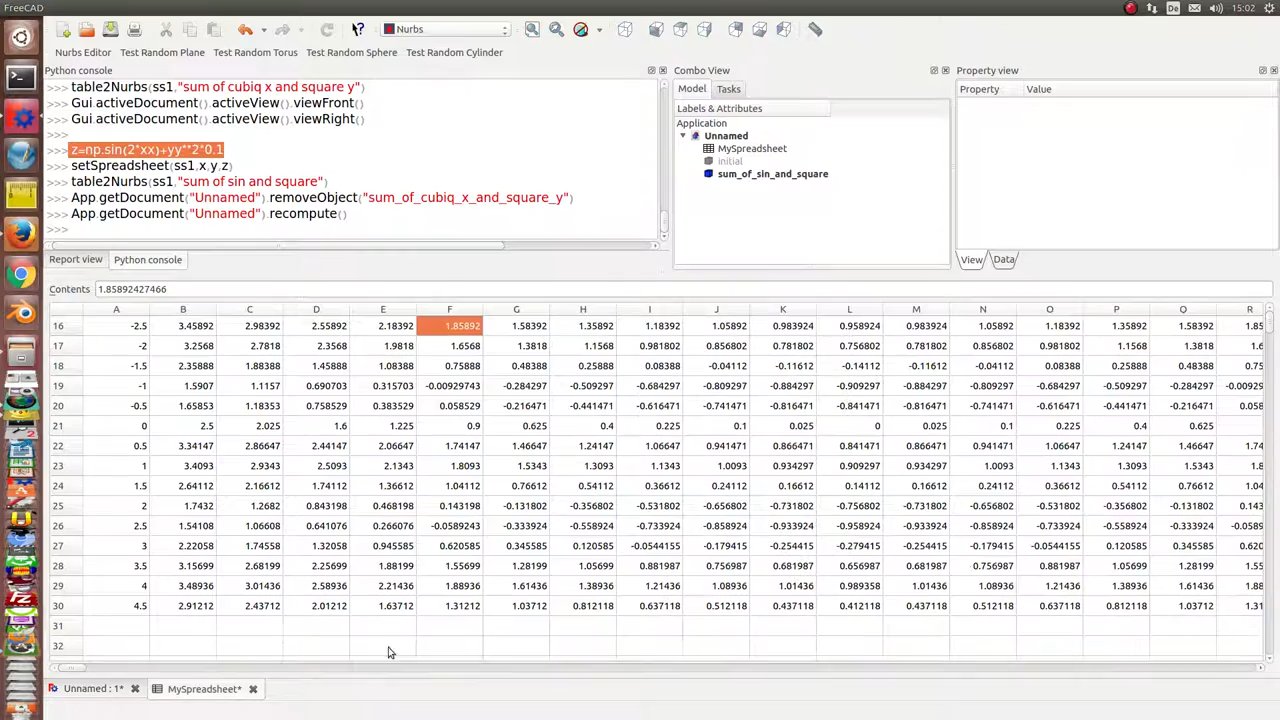 FreeCAD De 15:02
Nurbs
Nurbs Editor Test Random Plane Test Random Torus Test Random Sphere Test Random Cylinder
Python console Combo View Property view
>>> table2Nurbs(ss1,"sum of cubiq x and square y")
>>> Gui.activeDocument().activeView().viewFront()
>>> Gui.activeDocument().activeView().viewRight()
>>>
>>> z=np.sin(2*xx)+yy**2*0.1
>>> setSpreadsheet(ss1,x,y,z)
>>> table2Nurbs(ss1,"sum of sin and square")
>>> App.getDocument("Unnamed").removeObject("sum_of_cubiq_x_and_square_y")
>>> App.getDocument("Unnamed").recompute()
>>>
Model Tasks
Labels & Attributes
Application
Unnamed
MySpreadsheet
initial
sum_of_sin_and_square
Property Value
View Data
Report view Python console
Contents 1.85892427466
A B C D E F G H I J K L M N O P Q R
16 -2.5 3.45892 2.98392 2.55892 2.18392 1.85892 1.58392 1.35892 1.18392 1.05892 0.983924 0.958924 0.983924 1.05892 1.18392 1.35892 1.58392 1.85
17 -2 3.2568 2.7818 2.3568 1.9818 1.6568 1.3818 1.1568 0.981802 0.856802 0.781802 0.756802 0.781802 0.856802 0.981802 1.1568 1.3818 1.6
18 -1.5 2.35888 1.88388 1.45888 1.08388 0.75888 0.48388 0.25888 0.08388 -0.04112 -0.11612 -0.14112 -0.11612 -0.04112 0.08388 0.25888 0.48388 0.75
19 -1 1.5907 1.1157 0.690703 0.315703 -0.00929743 -0.284297 -0.509297 -0.684297 -0.809297 -0.884297 -0.909297 -0.884297 -0.809297 -0.684297 -0.509297 -0.284297 -0.00929
20 -0.5 1.65853 1.18353 0.758529 0.383529 0.058529 -0.216471 -0.441471 -0.616471 -0.741471 -0.816471 -0.841471 -0.816471 -0.741471 -0.616471 -0.441471 -0.216471 0.058
21 0 2.5 2.025 1.6 1.225 0.9 0.625 0.4 0.225 0.1 0.025 0 0.025 0.1 0.225 0.4 0.625
22 0.5 3.34147 2.86647 2.44147 2.06647 1.74147 1.46647 1.24147 1.06647 0.941471 0.866471 0.841471 0.866471 0.941471 1.06647 1.24147 1.46647 1.74
23 1 3.4093 2.9343 2.5093 2.1343 1.8093 1.5343 1.3093 1.1343 1.0093 0.934297 0.909297 0.934297 1.0093 1.1343 1.3093 1.5343 1.8
24 1.5 2.64112 2.16612 1.74112 1.36612 1.04112 0.76612 0.54112 0.36612 0.24112 0.16612 0.14112 0.16612 0.24112 0.36612 0.54112 0.76612 1.04
25 2 1.7432 1.2682 0.843198 0.468198 0.143198 -0.131802 -0.356802 -0.531802 -0.656802 -0.731802 -0.756802 -0.731802 -0.656802 -0.531802 -0.356802 -0.131802 0.143
26 2.5 1.54108 1.06608 0.641076 0.266076 -0.0589243 -0.333924 -0.558924 -0.733924 -0.858924 -0.933924 -0.958924 -0.933924 -0.858924 -0.733924 -0.558924 -0.333924 -0.0589
27 3 2.22058 1.74558 1.32058 0.945585 0.620585 0.345585 0.120585 -0.0544155 -0.179415 -0.254415 -0.279415 -0.254415 -0.179415 -0.0544155 0.120585 0.345585 0.620
28 3.5 3.15699 2.68199 2.25699 1.88199 1.55699 1.28199 1.05699 0.881987 0.756987 0.681987 0.656987 0.681987 0.756987 0.881987 1.05699 1.28199 1.55
29 4 3.48936 3.01436 2.58936 2.21436 1.88936 1.61436 1.38936 1.21436 1.08936 1.01436 0.989358 1.01436 1.08936 1.21436 1.38936 1.61436 1.88
30 4.5 2.91212 2.43712 2.01212 1.63712 1.31212 1.03712 0.812118 0.637118 0.512118 0.437118 0.412118 0.437118 0.512118 0.637118 0.812118 1.03712 1.31
31
32
Unnamed : 1* MySpreadsheet*